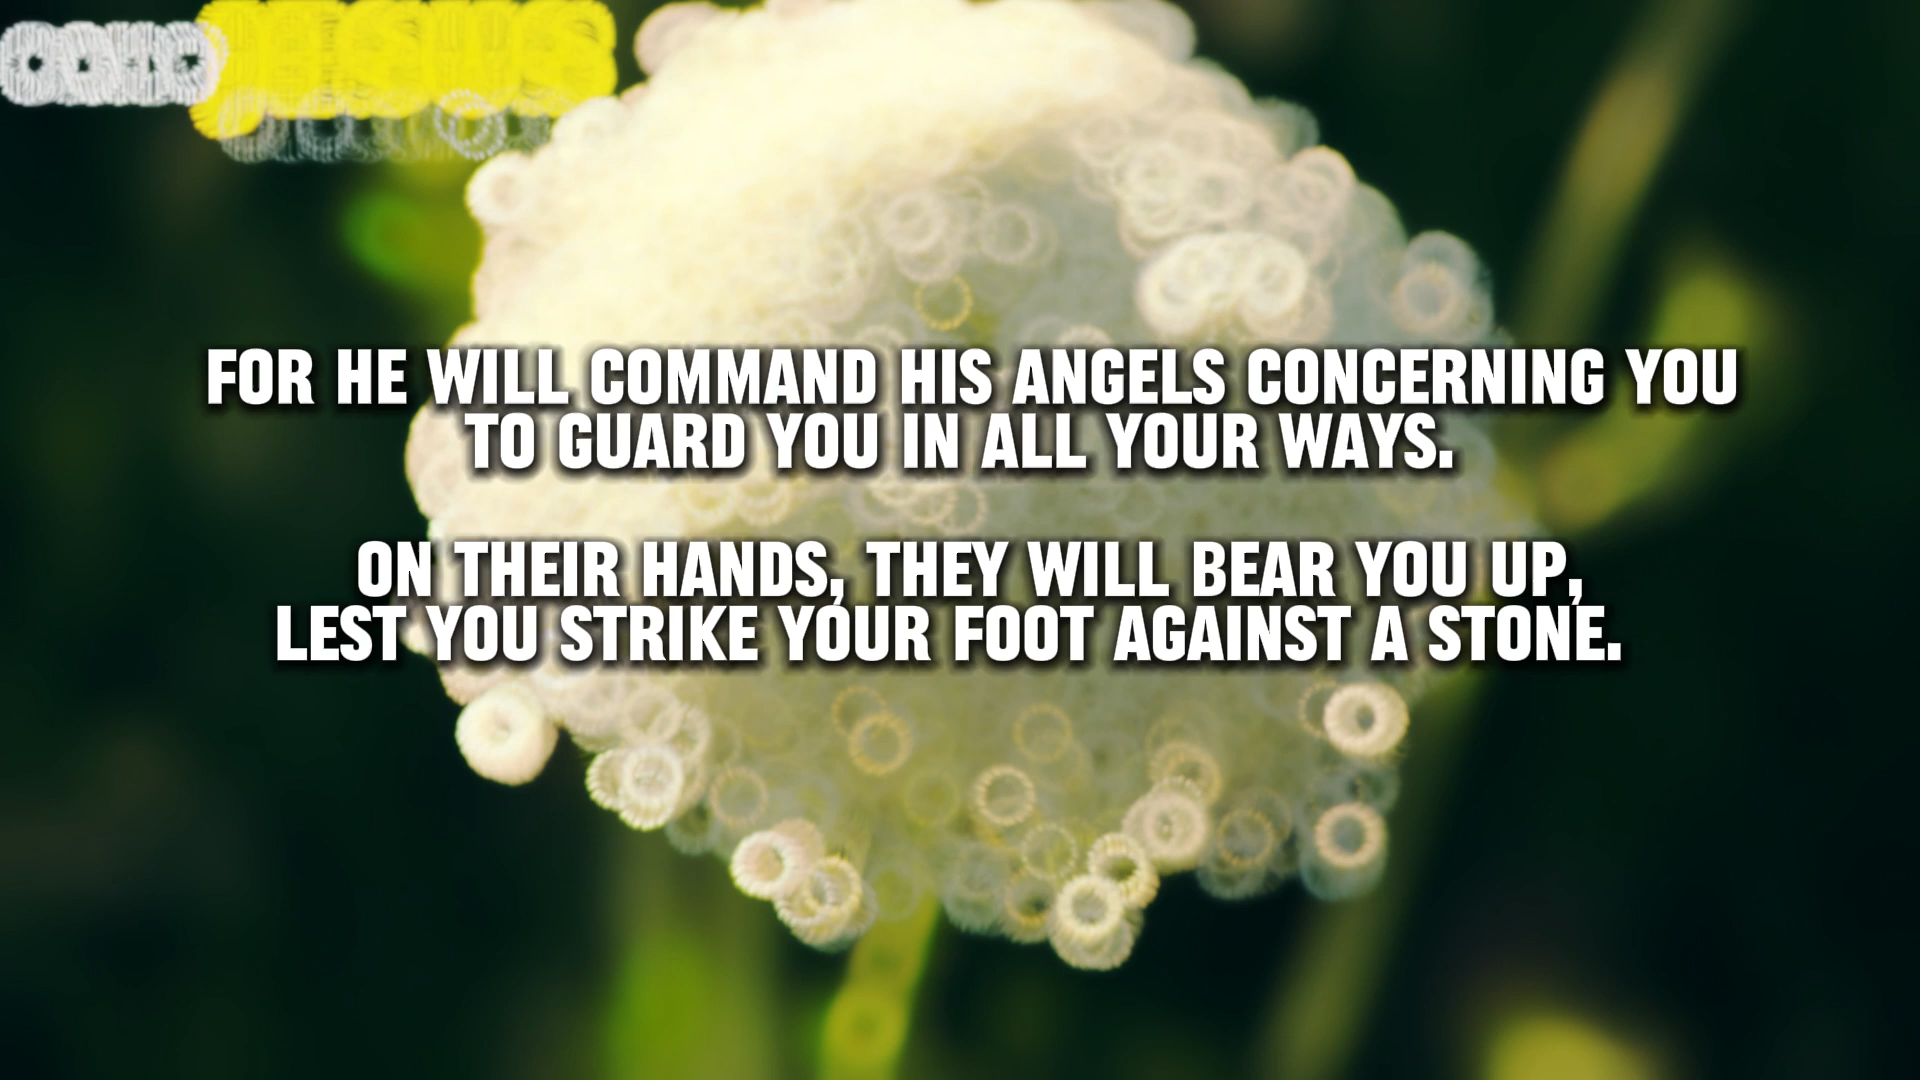 FOR HE WILL COMMAND HIS ANGELS CONCERNING YOU
TO GUARD YOU IN ALL YOUR WAYS.
ON THEIR HANDS, THEY WILL BEAR YOU UP,
LEST YOU STRIKE YOUR FOOT AGAINST A STONE.